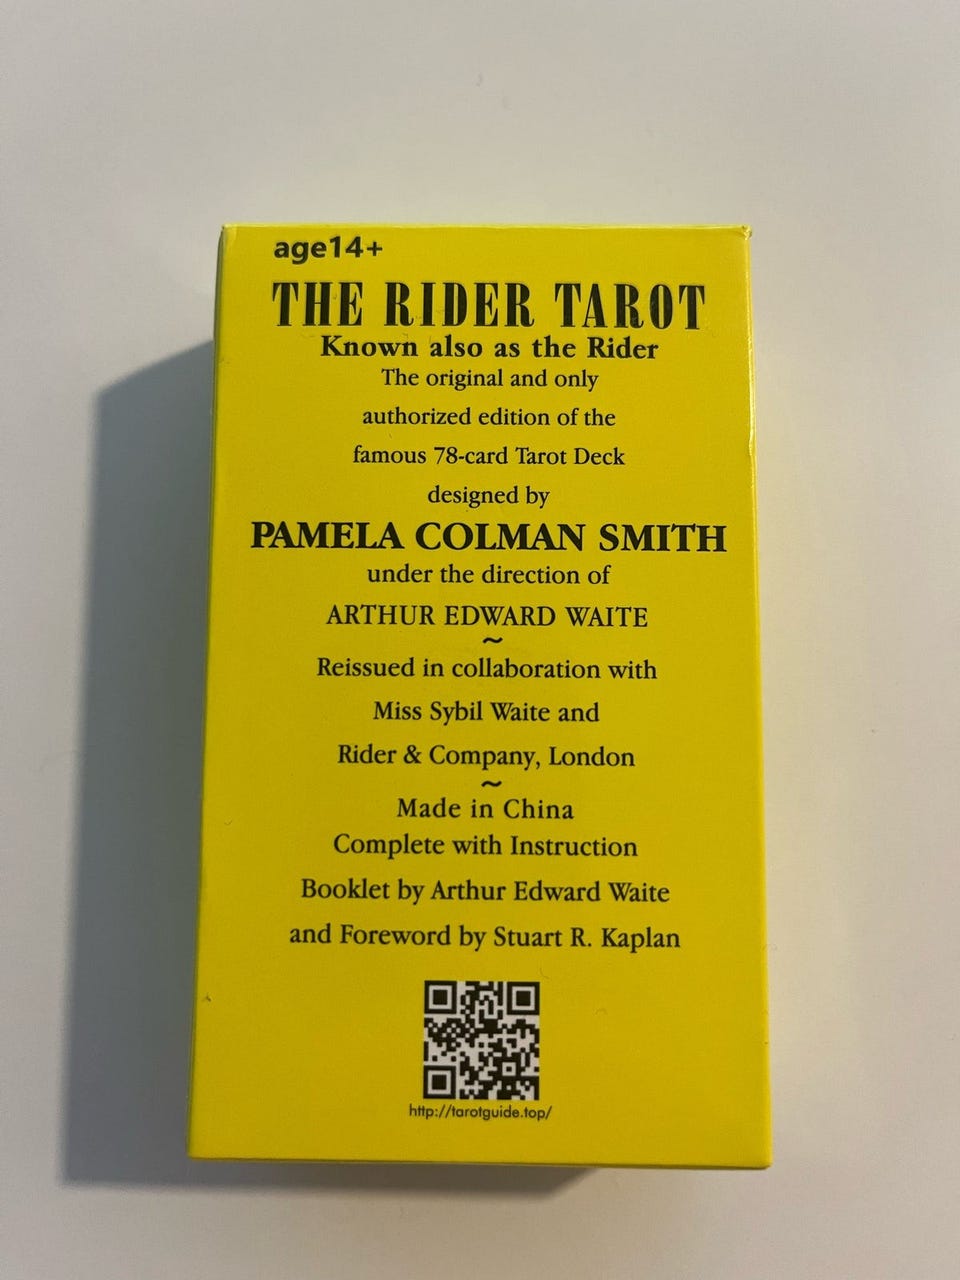 age14+
THE RIDER TAROT
Known also as the Rider
The original and only
authorized edition of the
famous 78-card Tarot Deck
designed by
PAMELA COLMAN SMITH
under the direction of
ARTHUR EDWARD WAITE
~
Reissued in collaboration with
Miss Sybil Waite and
Rider & Company, London
~
Made in China
Complete with Instruction
Booklet by Arthur Edward Waite
and Foreword by Stuart R. Kaplan
http://tarotguide.top/